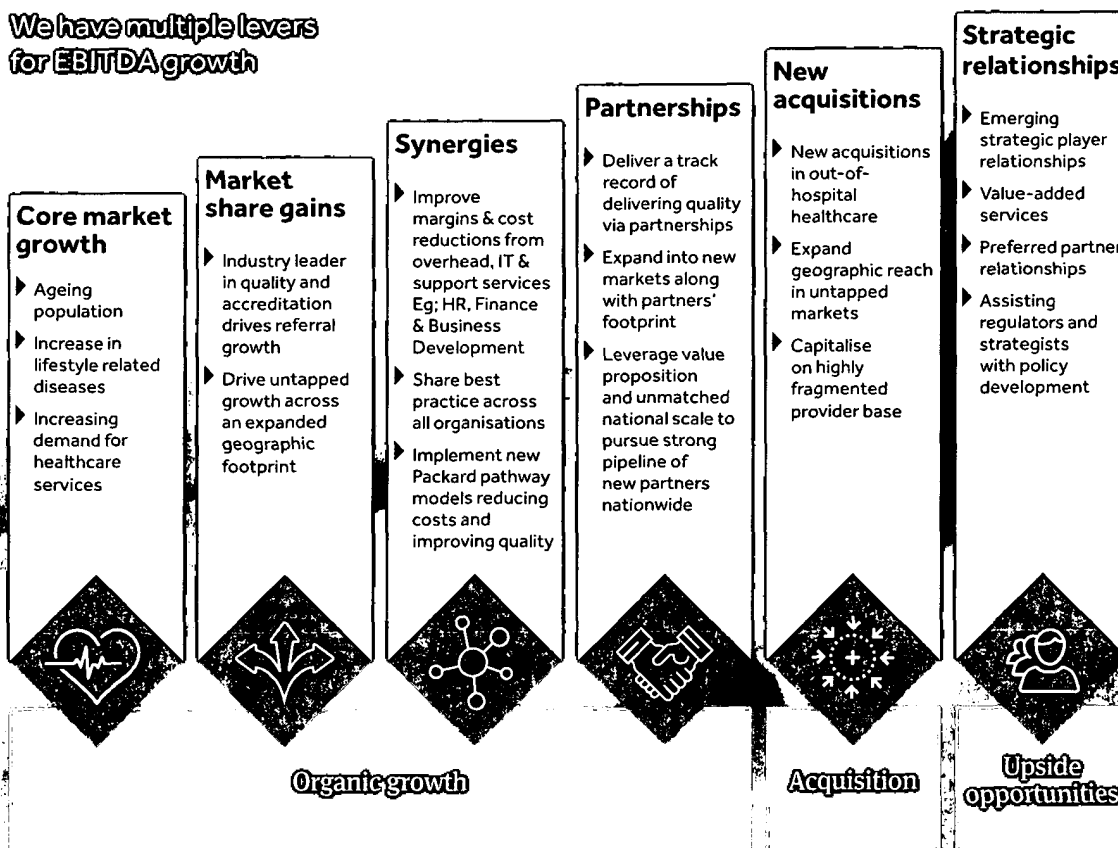 We have multiple levers
for EBITDA growth
Core market
growth
Ageing
population
Increase in
lifestyle related
diseases
Increasing
demand for
healthcare
services
Market
share gains
Industry leader
in quality and
accreditation
drives referral
growth
Drive untapped
growth across
an expanded
geographic
footprint
Synergies
Improve
margins & cost
reductions from
overhead, IT &
support services
Eg; HR, Finance
& Business
Development
Share best
practice across
all organisations
Implement new
Packard pathway
models reducing
costs and
improving quality
Partnerships
Deliver a track
record of
delivering quality
via partnerships
Expand into new
markets along
with partners'
footprint
Leverage value
proposition
and unmatched
national scale to
pursue strong
pipeline of
new partners
nationwide
New
acquisitions
New acquisitions
in out-of-
hospital
healthcare
Expand
geographic reach
in untapped
markets
Capitalise
on highly
fragmented
provider base
Strategic
relationships
Emerging
strategic player
relationships
Value-added
services
Preferred partner
relationships
Assisting
regulators and
strategists
with policy
development
Organic growth
Acquisition
Upside
opportunities